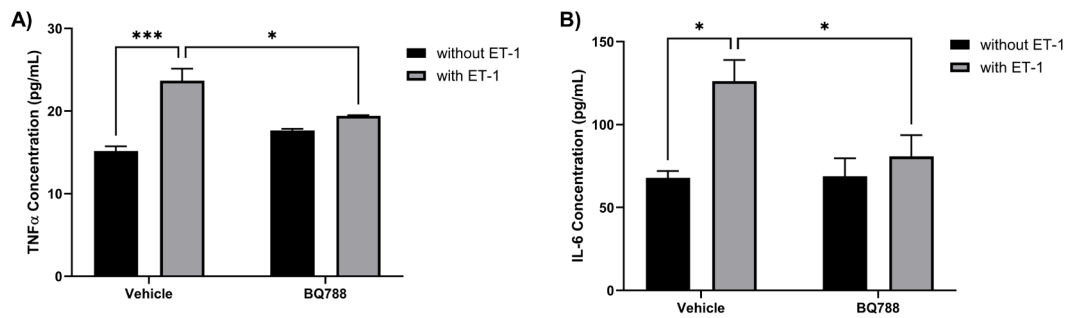 A)
TNFα Concentration (pg/mL)
30
20
10
0
***
*
Vehicle
BQ788
without ET-1
with ET-1
B)
IL-6 Concentration (pg/mL)
150
100
50
0
*
*
Vehicle
BQ788
without ET-1
with ET-1